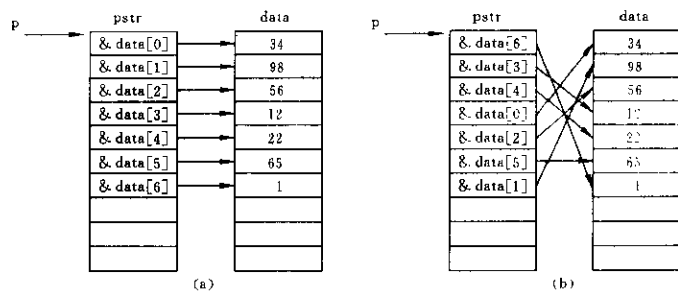 p pstr data
& data[0] 34
& data[1] 98
& data[2] 56
& data[3] 12
& data[4] 22
& data[5] 65
& data[6] 1
(a)
p pstr data
& data[6] 34
& data[3] 98
& data[4] 56
& data[0] 12
& data[2] 22
& data[5] 65
& data[1] 1
(b)